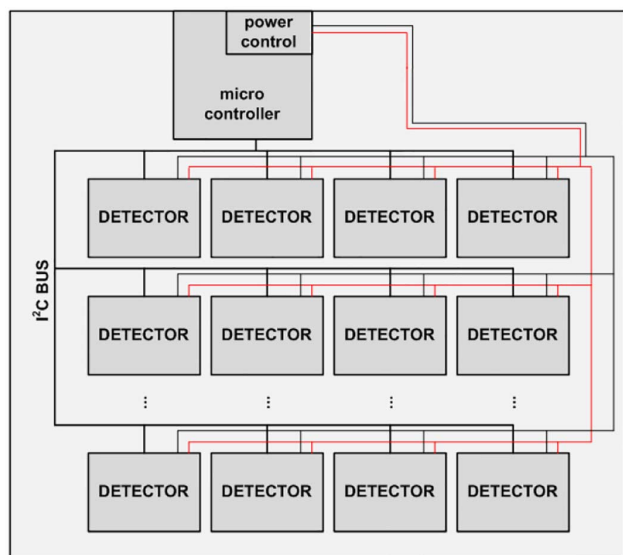 power
control
micro
controller
DETECTOR DETECTOR DETECTOR DETECTOR
I²C BUS
DETECTOR DETECTOR DETECTOR DETECTOR
... ... ... ...
DETECTOR DETECTOR DETECTOR DETECTOR